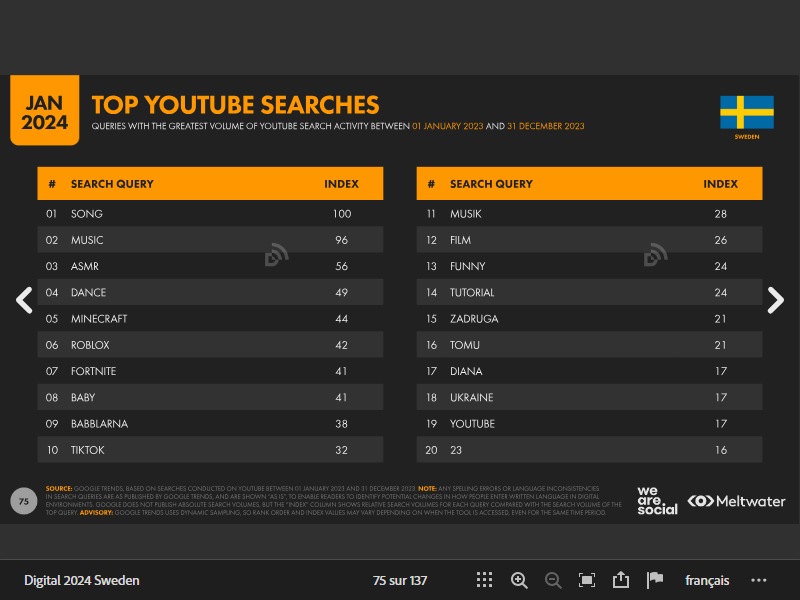 JAN
2024
TOP YOUTUBE SEARCHES
QUERIES WITH THE GREATEST VOLUME OF YOUTUBE SEARCH ACTIVITY BETWEEN 01 JANUARY 2023 AND 31 DECEMBER 2023
SWEDEN
# SEARCH QUERY INDEX
01 SONG 100
02 MUSIC 96
03 ASMR 56
04 DANCE 49
05 MINECRAFT 44
06 ROBLOX 42
07 FORTNITE 41
08 BABY 41
09 BABBLARNA 38
10 TIKTOK 32
# SEARCH QUERY INDEX
11 MUSIK 28
12 FILM 26
13 FUNNY 24
14 TUTORIAL 24
15 ZADRUGA 21
16 TOMU 21
17 DIANA 17
18 UKRAINE 17
19 YOUTUBE 17
20 23 16
75
SOURCE: GOOGLE TRENDS, BASED ON SEARCHES CONDUCTED ON YOUTUBE BETWEEN 01 JANUARY 2023 AND 31 DECEMBER 2023. NOTE: ANY SPELLING ERRORS OR LANGUAGE INCONSISTENCIES
IN SEARCH QUERIES ARE AS PUBLISHED BY GOOGLE TRENDS, AND ARE SHOWN "AS IS", TO ENABLE READERS TO IDENTIFY POTENTIAL CHANGES IN HOW PEOPLE ENTER WRITTEN LANGUAGE IN DIGITAL
ENVIRONMENTS. GOOGLE DOES NOT PUBLISH ABSOLUTE SEARCH VOLUMES, BUT THE "INDEX" COLUMN SHOWS RELATIVE SEARCH VOLUMES FOR EACH QUERY COMPARED WITH THE SEARCH VOLUME OF THE
TOP QUERY. ADVISORY: GOOGLE TRENDS USES DYNAMIC SAMPLING, SO RANK ORDER AND INDEX VALUES MAY VARY DEPENDING ON WHEN THE TOOL IS ACCESSED, EVEN FOR THE SAME TIME PERIOD.
we
are.
social
Meltwater
Digital 2024 Sweden
75 sur 137
français